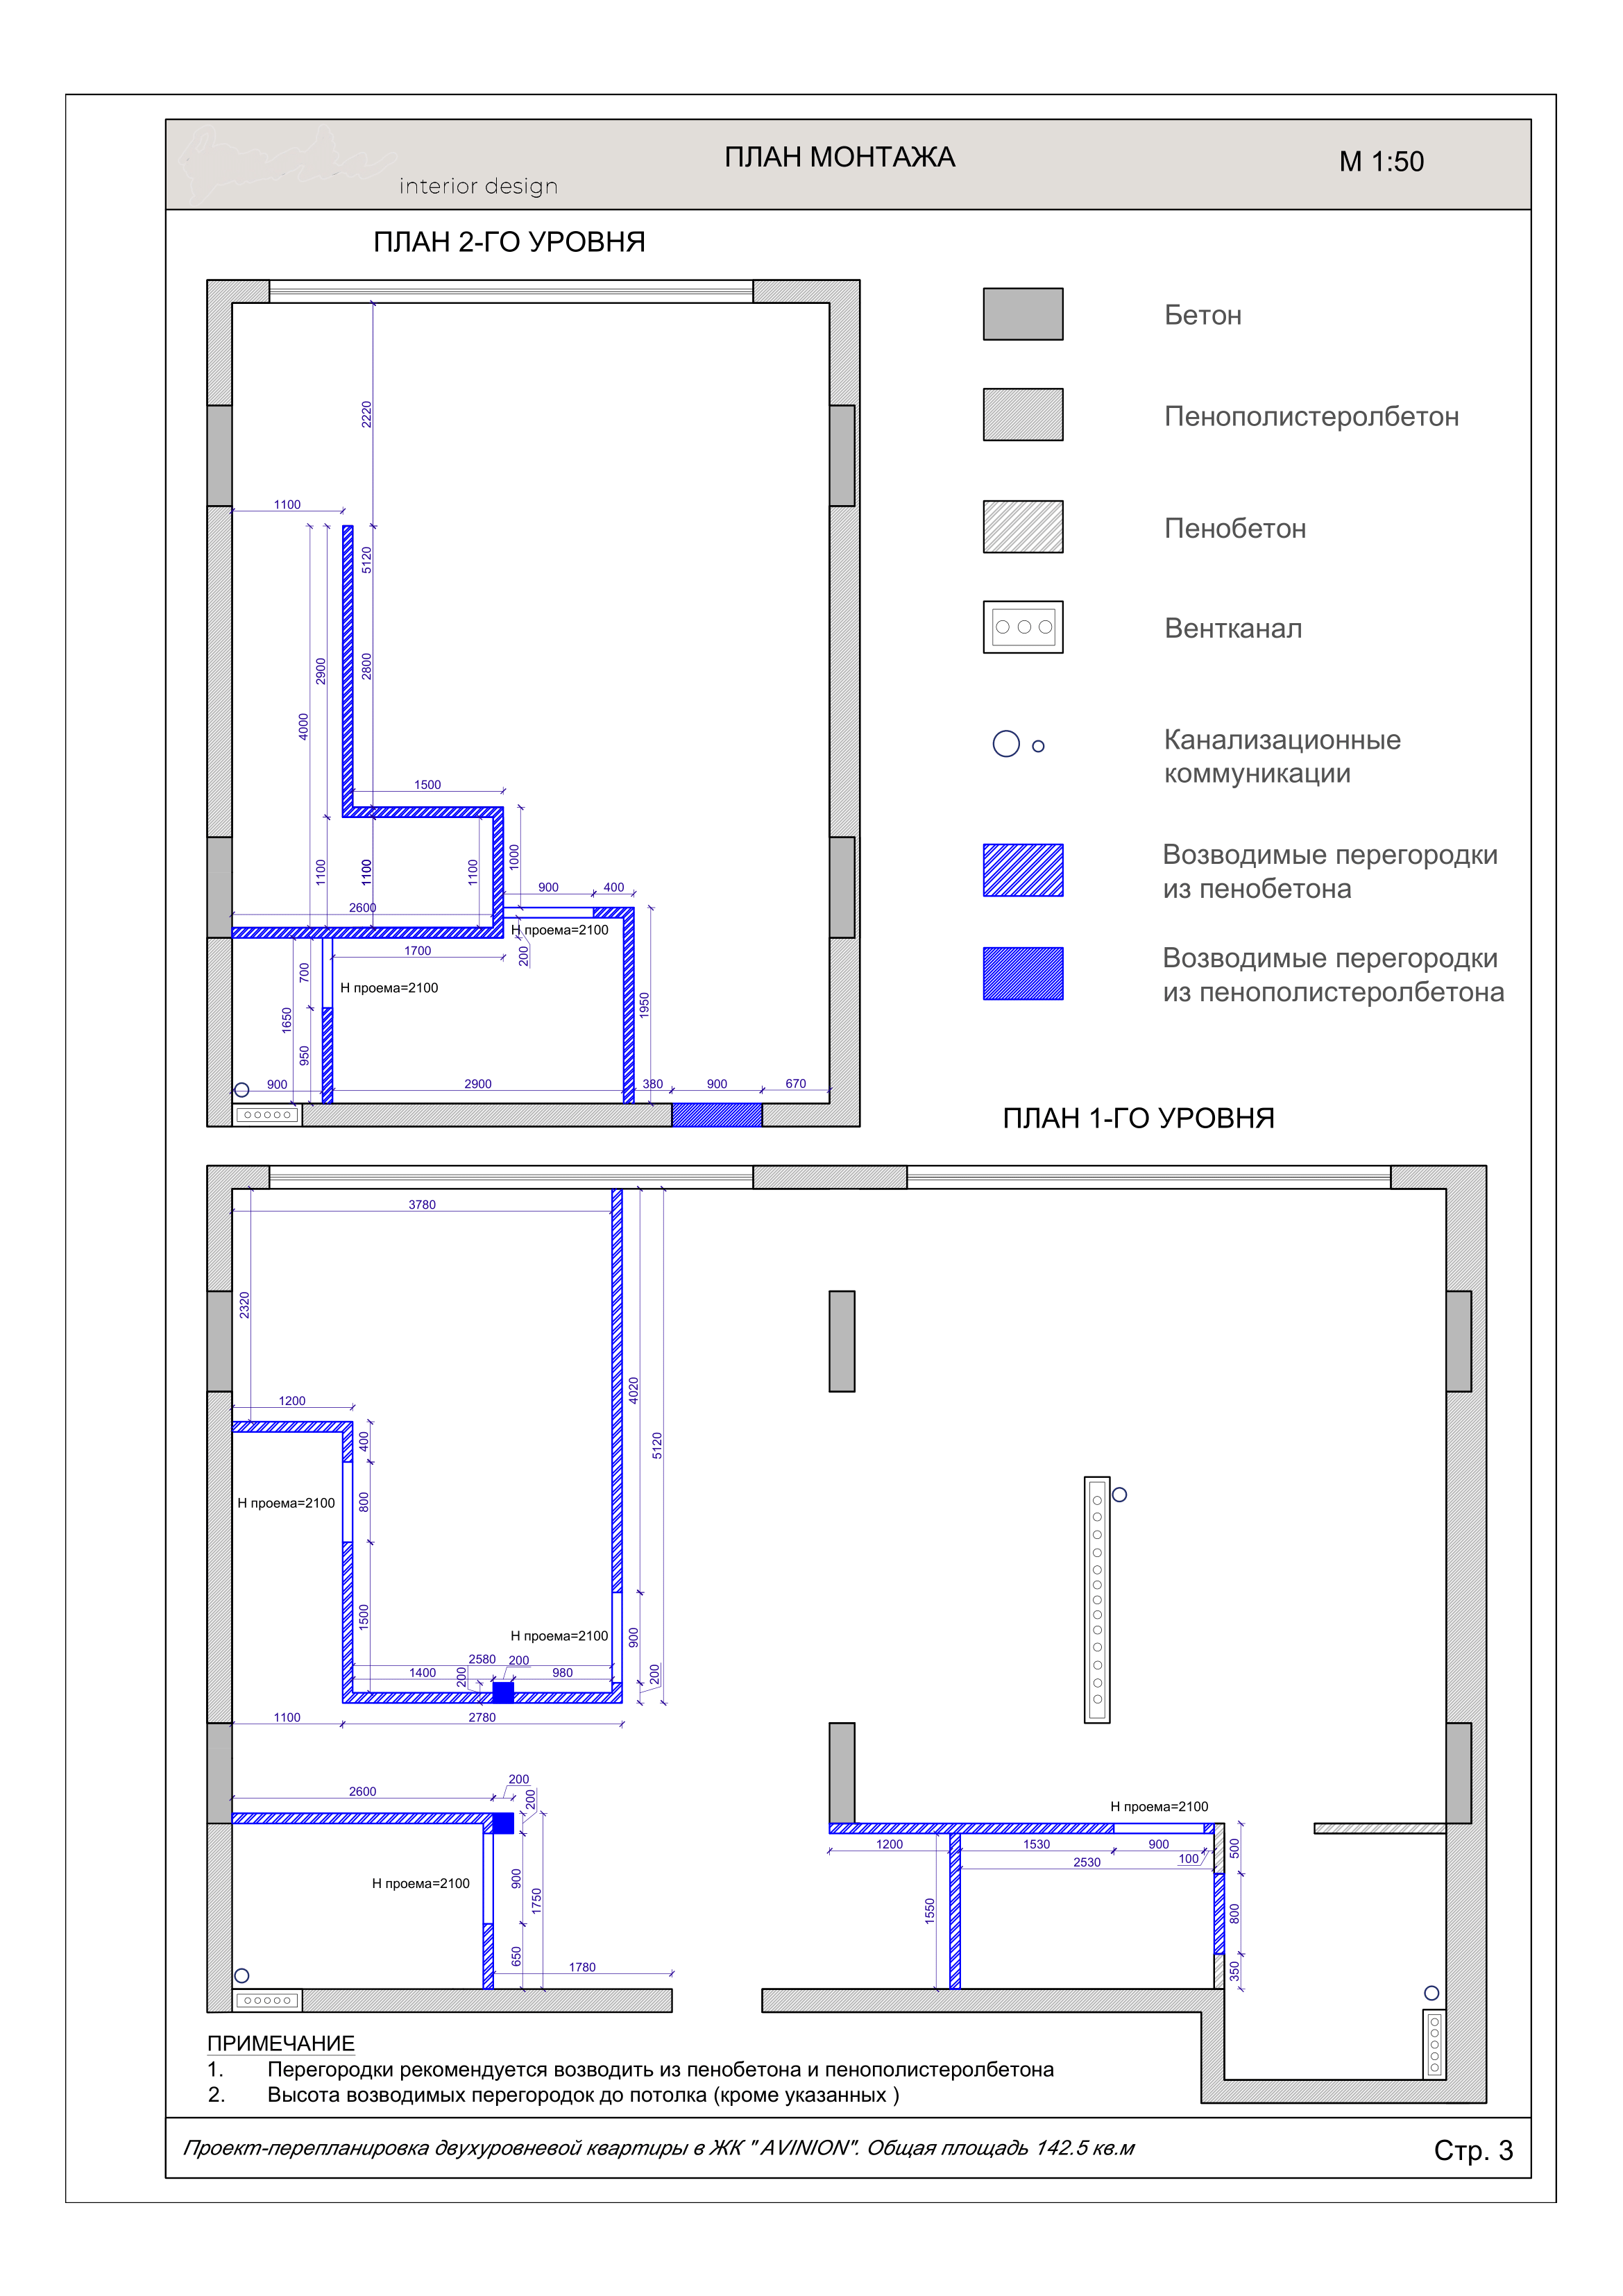 ПЛАН МОНТАЖА
М 1:50
interior design
ПЛАН 2-ГО УРОВНЯ
Бетон
Пенополистеролбетон
Пенобетон
Вентканал
Канализационные
коммуникации
Возводимые перегородки
из пенобетона
Возводимые перегородки
из пенополистеролбетона
2220
1100
5120
2900
2800
4000
1500
1000
1100
1100
1100
900
400
2600
Н проема=2100
200
1700
700
Н проема=2100
1650
1950
950
900
2900
380
900
670
ПЛАН 1-ГО УРОВНЯ
3780
2320
4020
1200
400
5120
Н проема=2100
800
1500
Н проема=2100
900
2580
200
1400
200
980
200
1100
2780
2600
200
200
Н проема=2100
1200
1530
900
100
500
2530
Н проема=2100
900
1750
1550
800
650
1780
350
ПРИМЕЧАНИЕ
1. Перегородки рекомендуется возводить из пенобетона и пенополистеролбетона
2. Высота возводимых перегородок до потолка (кроме указанных )
Проект-перепланировка двухуровневой квартиры в ЖК " AVINION". Общая площадь 142.5 кв.м
Стр. 3